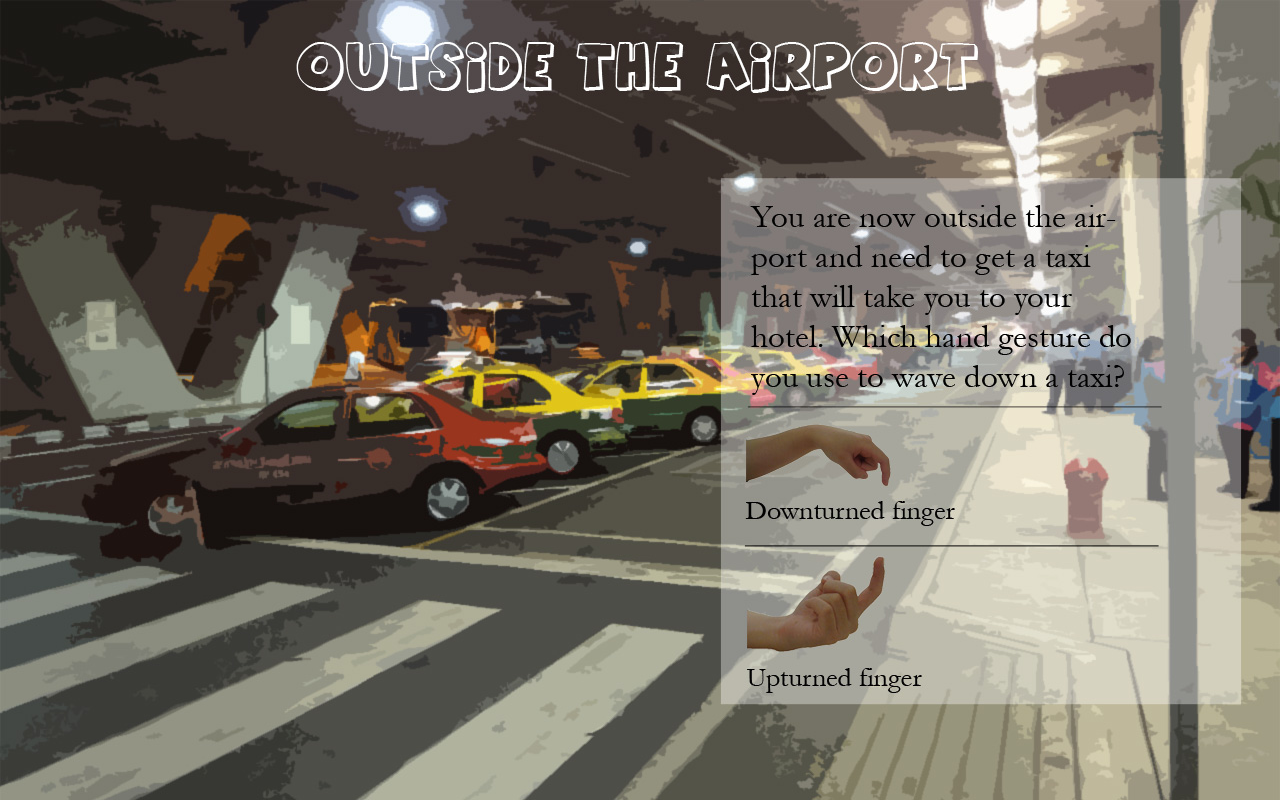 OUTSIDE THE AIRPORT
You are now outside the air-
port and need to get a taxi
that will take you to your
hotel. Which hand gesture do
you use to wave down a taxi?
Downturned finger
Upturned finger